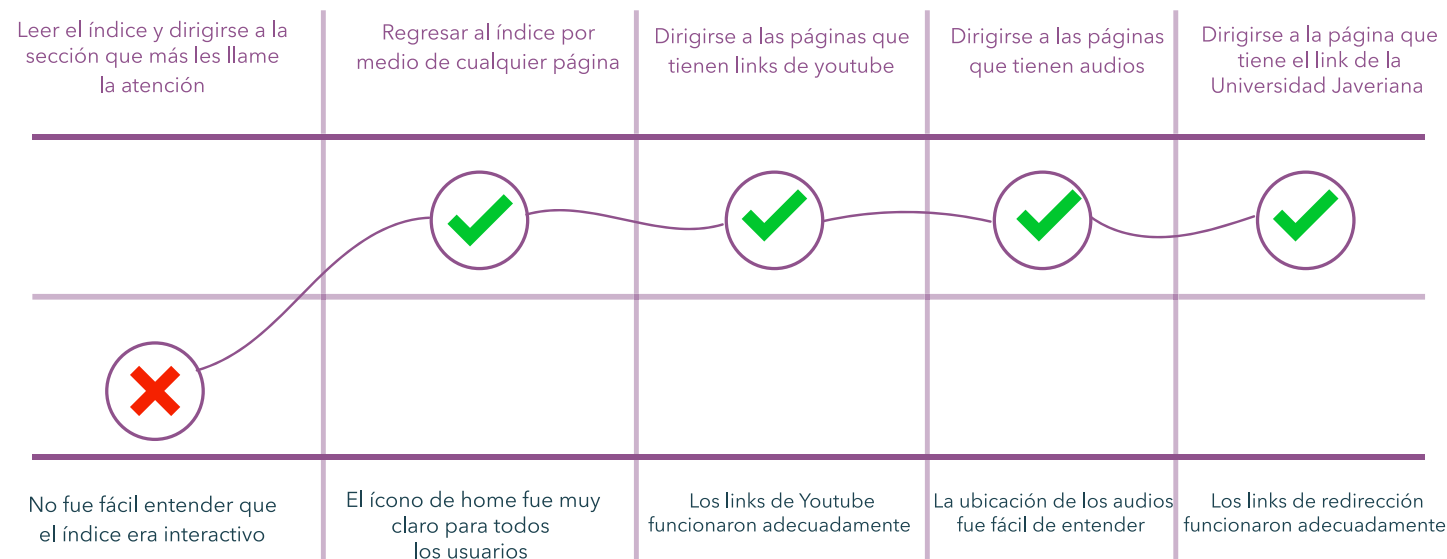 Leer el índice y dirigirse a la
sección que más les llame
la atención
Regresar al índice por
medio de cualquier página
Dirigirse a las páginas que
tienen links de youtube
Dirigirse a las páginas
que tienen audios
Dirigirse a la página que
tiene el link de la
Universidad Javeriana
No fue fácil entender que
el índice era interactivo
El ícono de home fue muy
claro para todos
los usuarios
Los links de Youtube
funcionaron adecuadamente
La ubicación de los audios
fue fácil de entender
Los links de redirección
funcionaron adecuadamente